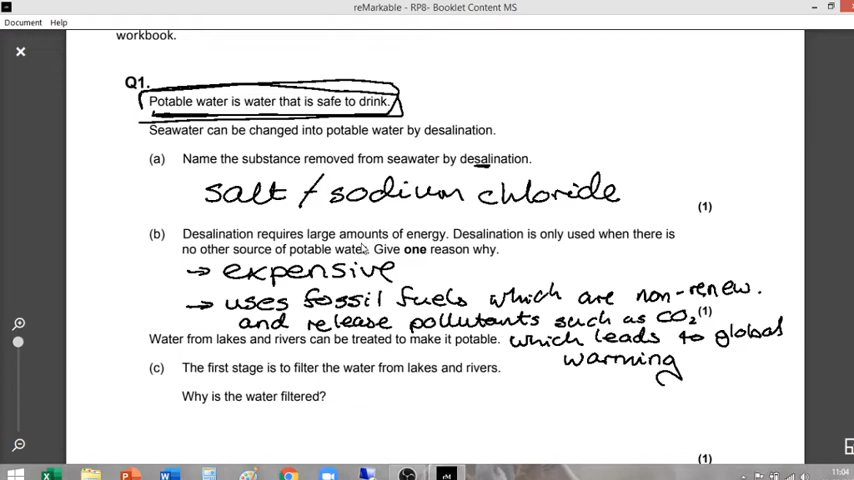 reMarkable - RP8- Booklet Content MS
Document Help
workbook.
Q1.
Potable water is water that is safe to drink.
Seawater can be changed into potable water by desalination.
(a) Name the substance removed from seawater by desalination.
salt / sodium chloride
(1)
(b) Desalination requires large amounts of energy. Desalination is only used when there is
no other source of potable water. Give one reason why.
→ expensive
→ uses fossil fuels which are non-renew.
and release pollutants such as CO2
(1)
Water from lakes and rivers can be treated to make it potable.
which leads to global
warming
(c) The first stage is to filter the water from lakes and rivers.
Why is the water filtered?
(1)
11:04